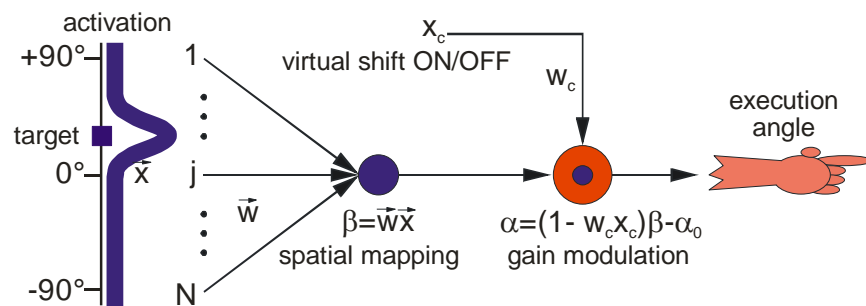 activation
+90°
target
0°
-90°
x⃗
1
j
N
w⃗
x_c
virtual shift ON/OFF
w_c
β=w⃗x⃗
spatial mapping
α=(1- w_cx_c)β-α₀
gain modulation
execution
angle